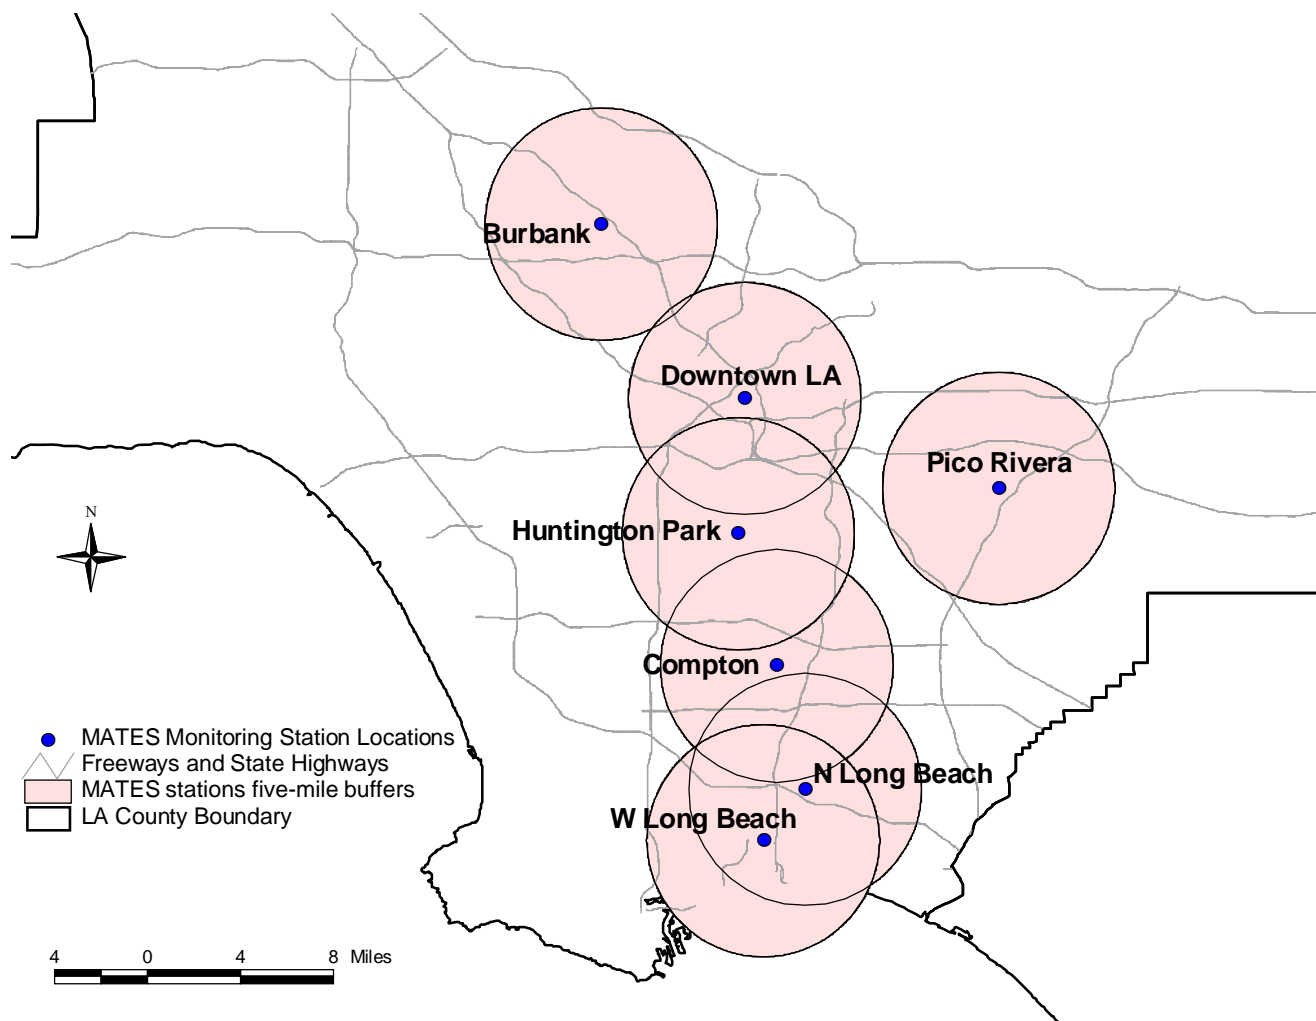 Burbank
Downtown LA
Pico Rivera
Huntington Park
N
Compton
MATES Monitoring Station Locations
Freeways and State Highways
MATES stations five-mile buffers
LA County Boundary
N Long Beach
W Long Beach
4 0 4 8 Miles